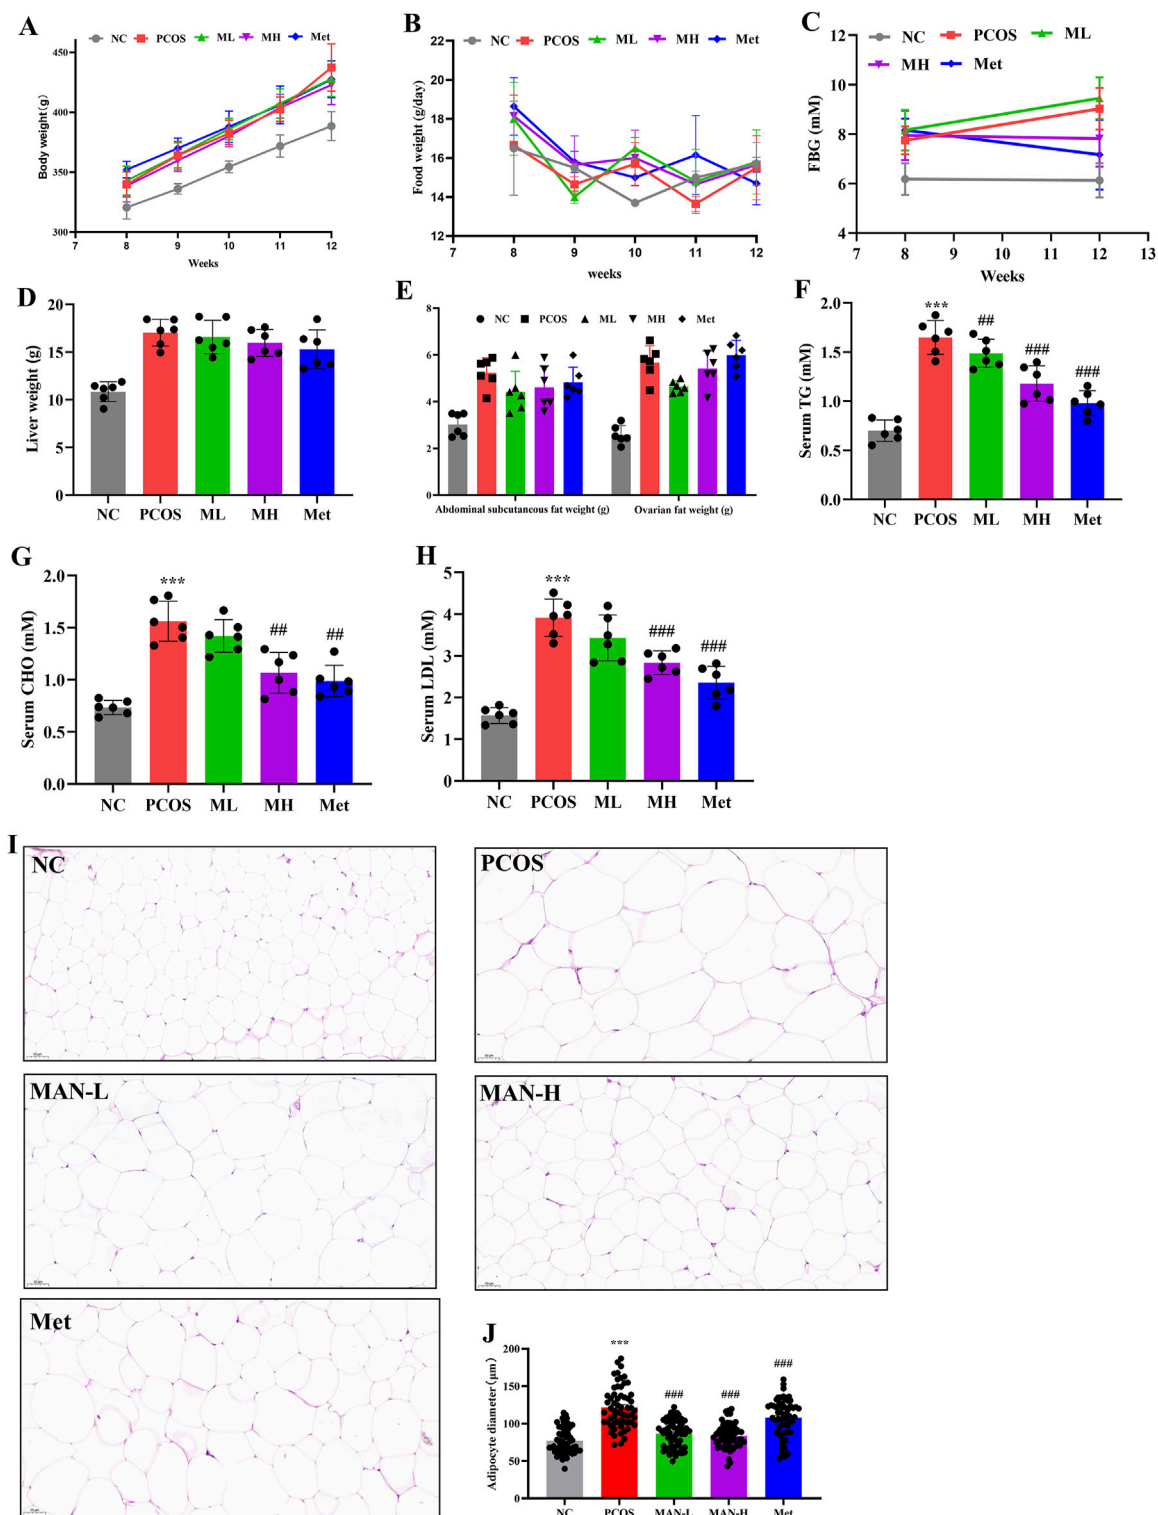 A
NC PCOS ML MH Met
Body weight(g)
450
400
350
300
7 8 9 10 11 12
Weeks
B
NC PCOS ML MH Met
Food weight (g/day)
22
20
18
16
14
12
7 8 9 10 11 12
weeks
C
NC PCOS ML
MH Met
FBG (mM)
12
10
8
6
4
7 8 9 10 11 12 13
Weeks
D
Liver weight (g)
20
15
10
5
0
NC PCOS ML MH Met
E
NC PCOS ML MH Met
8
6
4
2
0
Abdominal subcutaneous fat weight (g) Ovarian fat weight (g)
F
Serum TG (mM)
2.0
1.5
1.0
0.5
0.0
*** ## ### ###
NC PCOS ML MH Met
G
Serum CHO (mM)
2.0
1.5
1.0
0.5
0.0
*** ## ##
NC PCOS ML MH Met
H
Serum LDL (mM)
5
4
3
2
1
0
*** ### ###
NC PCOS ML MH Met
I
NC
PCOS
MAN-L
MAN-H
Met
J
Adipocyte diameter(μm)
200
150
100
50
0
*** ### ### ###
NC PCOS MAN-L MAN-H Met